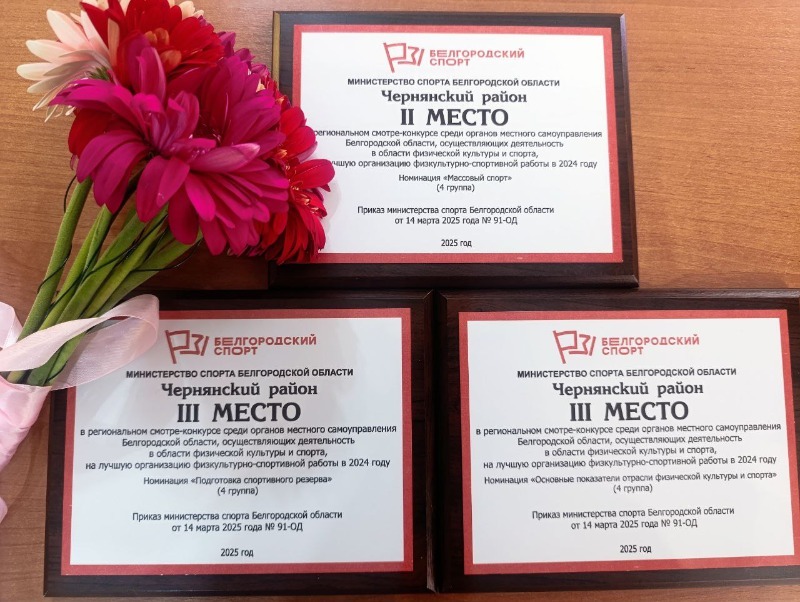 БЕЛГОРОДСКИЙ
СПОРТ
МИНИСТЕРСТВО СПОРТА БЕЛГОРОДСКОЙ ОБЛАСТИ
Чернянский район
II МЕСТО
региональном смотре-конкурсе среди органов местного самоуправления
Белгородской области, осуществляющих деятельность
в области физической культуры и спорта,
лучшую организацию физкультурно-спортивной работы в 2024 году
Номинация «Массовый спорт»
(4 группа)
Приказ министерства спорта Белгородской области
от 14 марта 2025 года № 91-ОД
2025 год
БЕЛГОРОДСКИЙ
СПОРТ
МИНИСТЕРСТВО СПОРТА БЕЛГОРОДСКОЙ ОБЛАСТИ
Чернянский район
III МЕСТО
в региональном смотре-конкурсе среди органов местного самоуправления
Белгородской области, осуществляющих деятельность
в области физической культуры и спорта,
на лучшую организацию физкультурно-спортивной работы в 2024 году
Номинация «Подготовка спортивного резерва»
(4 группа)
Приказ министерства спорта Белгородской области
от 14 марта 2025 года № 91-ОД
2025 год
БЕЛГОРОДСКИЙ
СПОРТ
МИНИСТЕРСТВО СПОРТА БЕЛГОРОДСКОЙ ОБЛАСТИ
Чернянский район
III МЕСТО
в региональном смотре-конкурсе среди органов местного самоуправления
Белгородской области, осуществляющих деятельность
в области физической культуры и спорта,
на лучшую организацию физкультурно-спортивной работы в 2024 году
Номинация «Основные показатели отрасли физической культуры и спорта»
(4 группа)
Приказ министерства спорта Белгородской области
от 14 марта 2025 года № 91-ОД
2025 год